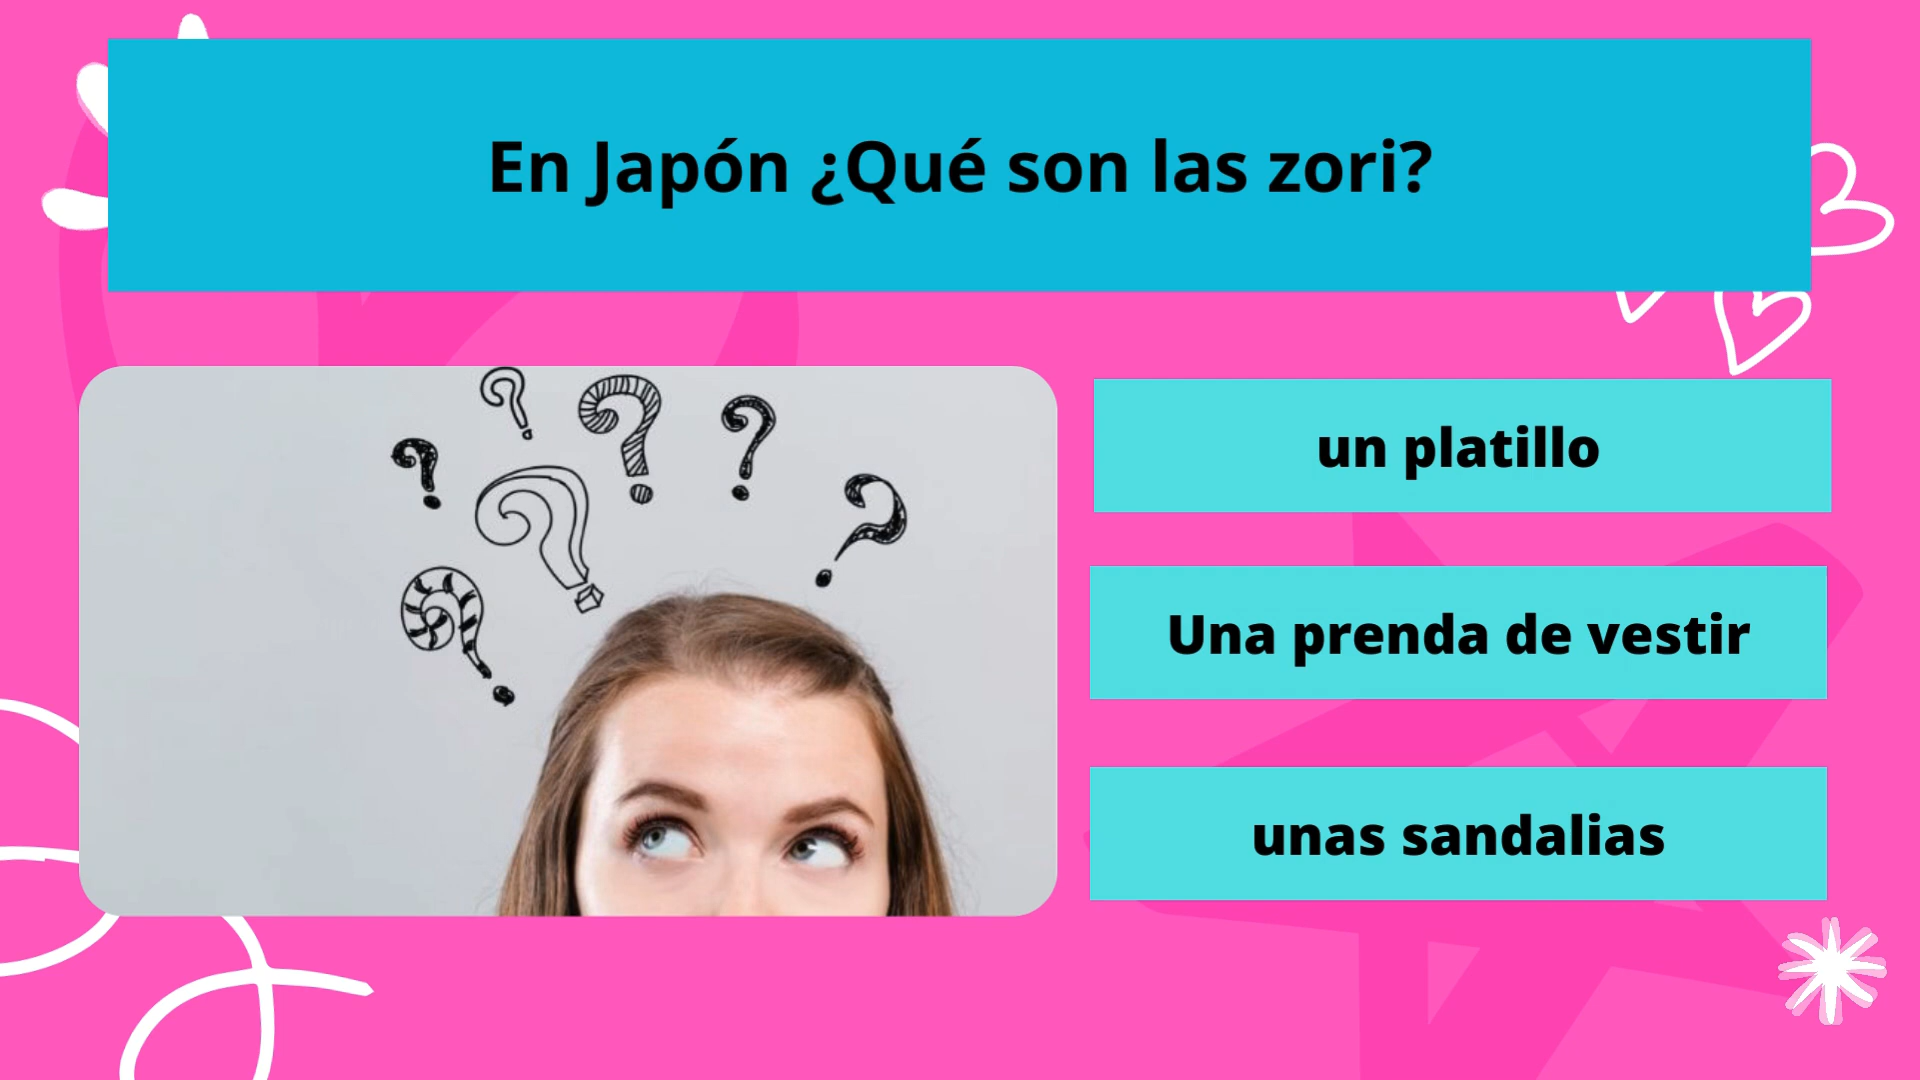 En Japón ¿Qué son las zori?
un platillo
Una prenda de vestir
unas sandalias